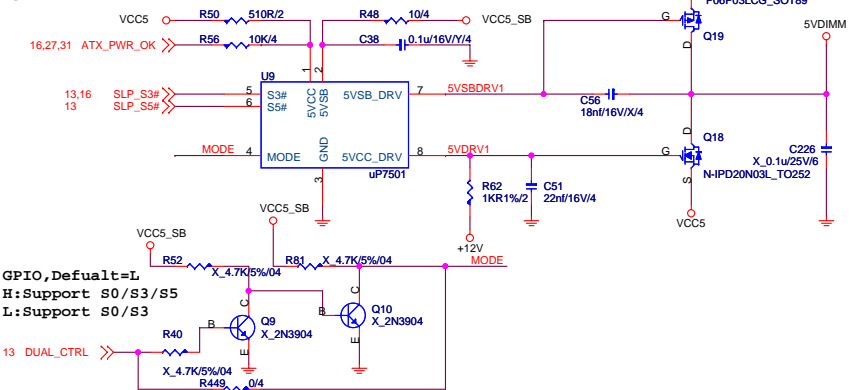 P06P03LCG_SOT89
VCC5
R50
510R/2
R48
10/4
VCC5_SB
G
Q19
5VDIMM
16,27,31
ATX_PWR_OK
R56
10K/4
C38
0.1u/16V/Y/4
D
U9
1
2
13,16
SLP_S3#
5
S3#
5VCC
5VSB
5VSB_DRV
7
5VSBDRV1
13
SLP_S5#
6
S5#
C56
18nf/16V/X/4
D
Q18
MODE
4
MODE
GND
5VCC_DRV
8
5VDRV1
G
C226
X_0.1u/25V/6
3
uP7501
N-IPD20N03L_TO252
S
R62
1KR1%/2
C51
22nf/16V/4
VCC5
VCC5_SB
VCC5_SB
+12V
R52
X_4.7K/5%/04
R81
X_4.7K/5%/04
MODE
GPIO,Defualt=L
H:Support S0/S3/S5
L:Support S0/S3
C
C
B
Q9
X_2N3904
B
Q10
X_2N3904
E
E
13
DUAL_CTRL
R40
X_4.7K/5%/04
R449
0/4